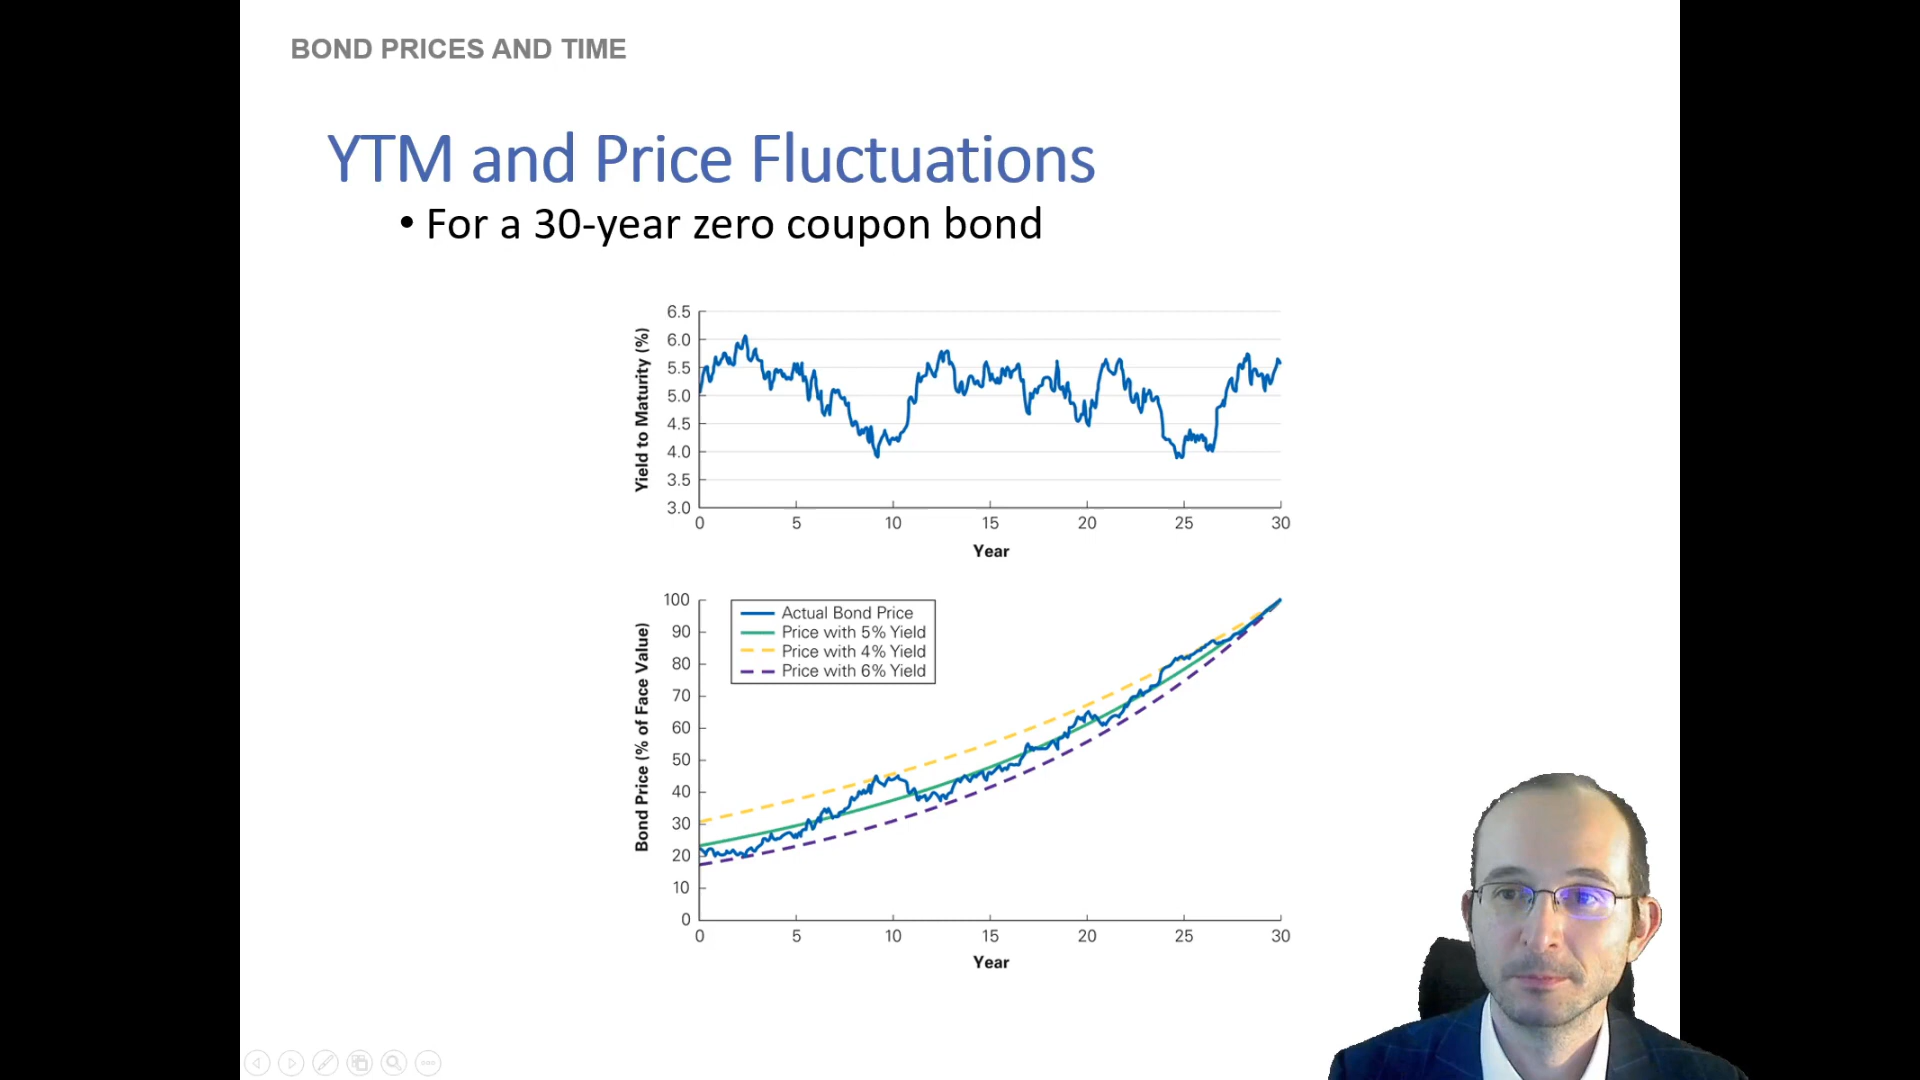 BOND PRICES AND TIME
YTM and Price Fluctuations
• For a 30-year zero coupon bond
Yield to Maturity (%)
6.5
6.0
5.5
5.0
4.5
4.0
3.5
3.0
0 5 10 15 20 25 30
Year
Bond Price (% of Face Value)
100
90
80
70
60
50
40
30
20
10
0
Actual Bond Price
Price with 5% Yield
Price with 4% Yield
Price with 6% Yield
0 5 10 15 20 25 30
Year